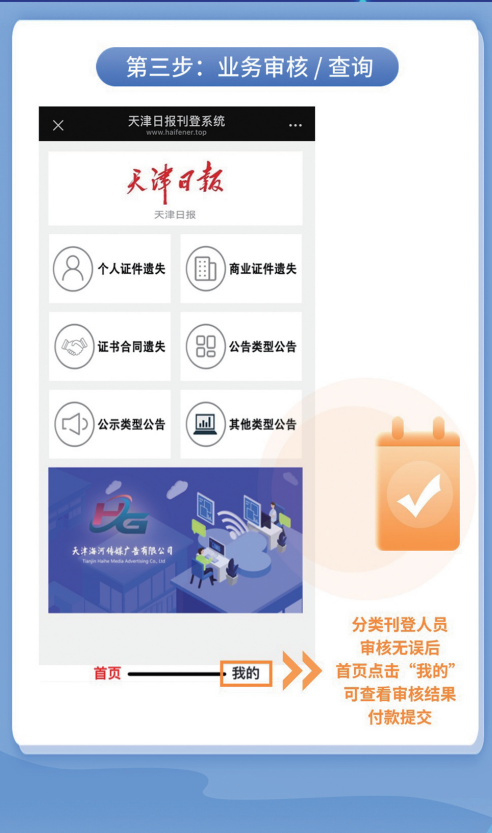 第三步：业务审核 / 查询
天津日报刊登系统
www.haifener.top
天津日报
天津日报
个人证件遗失
商业证件遗失
证书合同遗失
公告类型公告
公示类型公告
其他类型公告
HG
天津海河传媒广告有限公司
Tianjin Haihe Media Advertising Co., Ltd
首页
我的
分类刊登人员
审核无误后
首页点击“我的”
可查看审核结果
付款提交